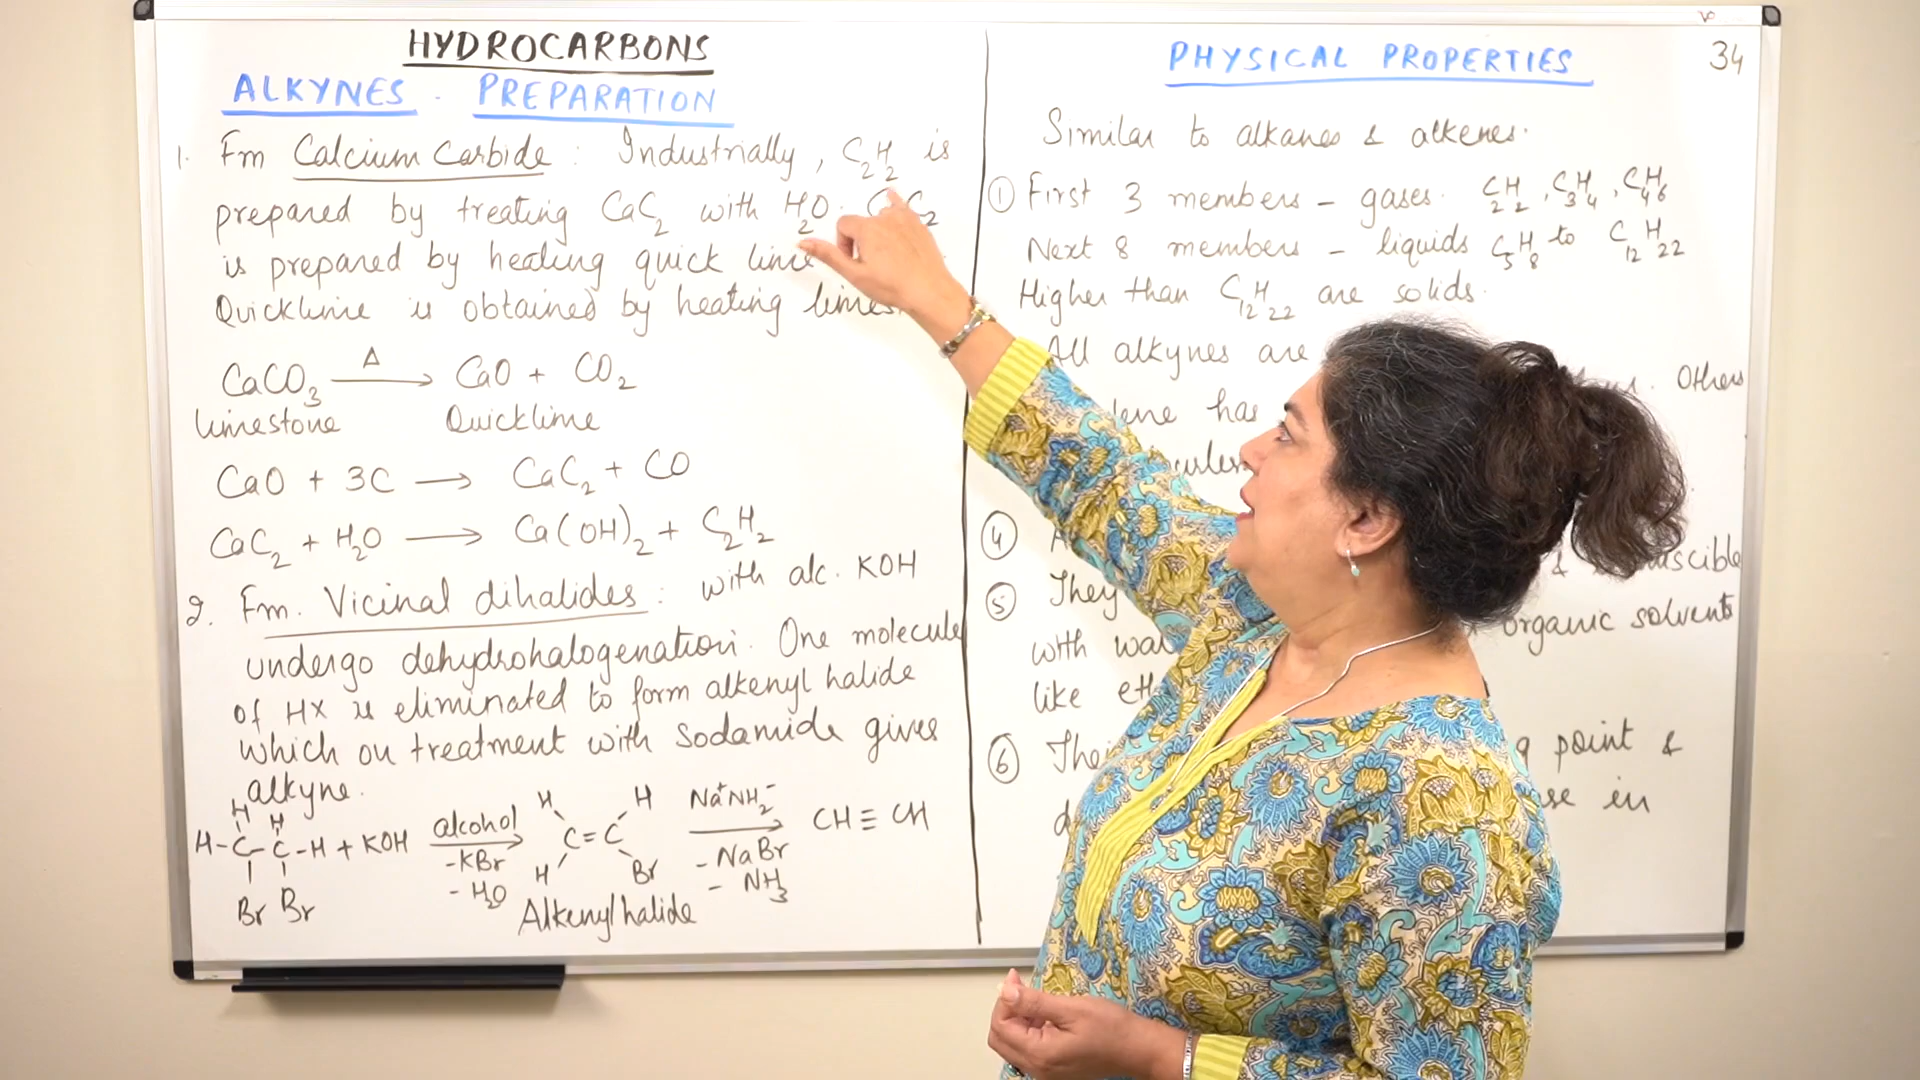 HYDROCARBONS
ALKYNES - PREPARATION
1. Fm Calcium Carbide : Industrially, C2H2 is
prepared by treating CaC2 with H2O. CaC2
is prepared by heating quick lime
Quicklime is obtained by heating
CaCO3 —Δ→ CaO + CO2
limestone Quicklime
CaO + 3C → CaC2 + CO
CaC2 + H2O → Ca(OH)2 + C2H2
2. Fm. Vicinal dihalides : with alc. KOH
undergo dehydrohalogenation. One molecule
of HX is eliminated to form alkenyl halide
which on treatment with Sodamide gives
alkyne.
H H
H-C-C-H + KOH —alcohol→ H H C=C H Br —Na+NH2-→ CH≡CH
Br Br
-KBr
- H2O
- NaBr
- NH3
Alkenyl halide
PHYSICAL PROPERTIES
34
Similar to alkanes & alkenes.
① First 3 members - gases. C2H2, C3H4, C4H6
Next 8 members - liquids C5H8 to C12H22
Higher than C12H22 are solids.
All alkynes are Others
has
④
⑤ They organic solvents
with
like
⑥ point &
in